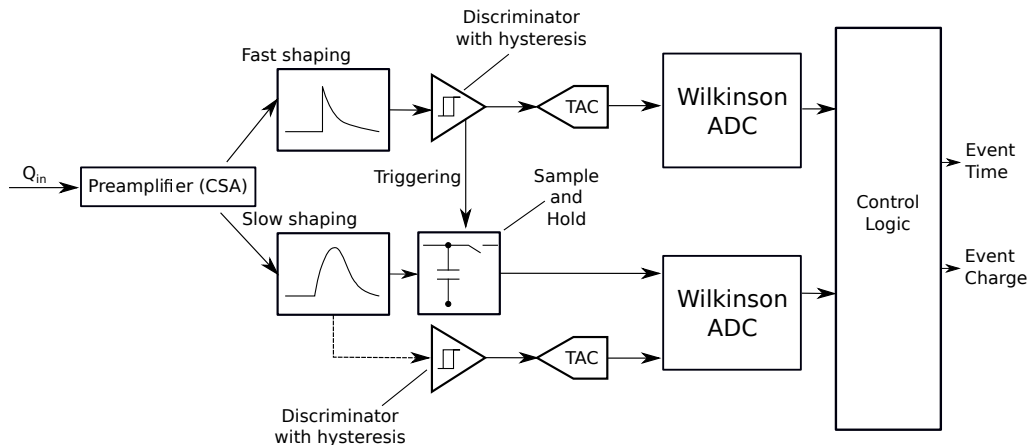 Discriminator
with hysteresis
Fast shaping
TAC
Wilkinson
ADC
Qin
Preamplifier (CSA)
Triggering
Sample
and
Hold
Control
Logic
Event
Time
Slow shaping
Event
Charge
Wilkinson
ADC
TAC
Discriminator
with hysteresis